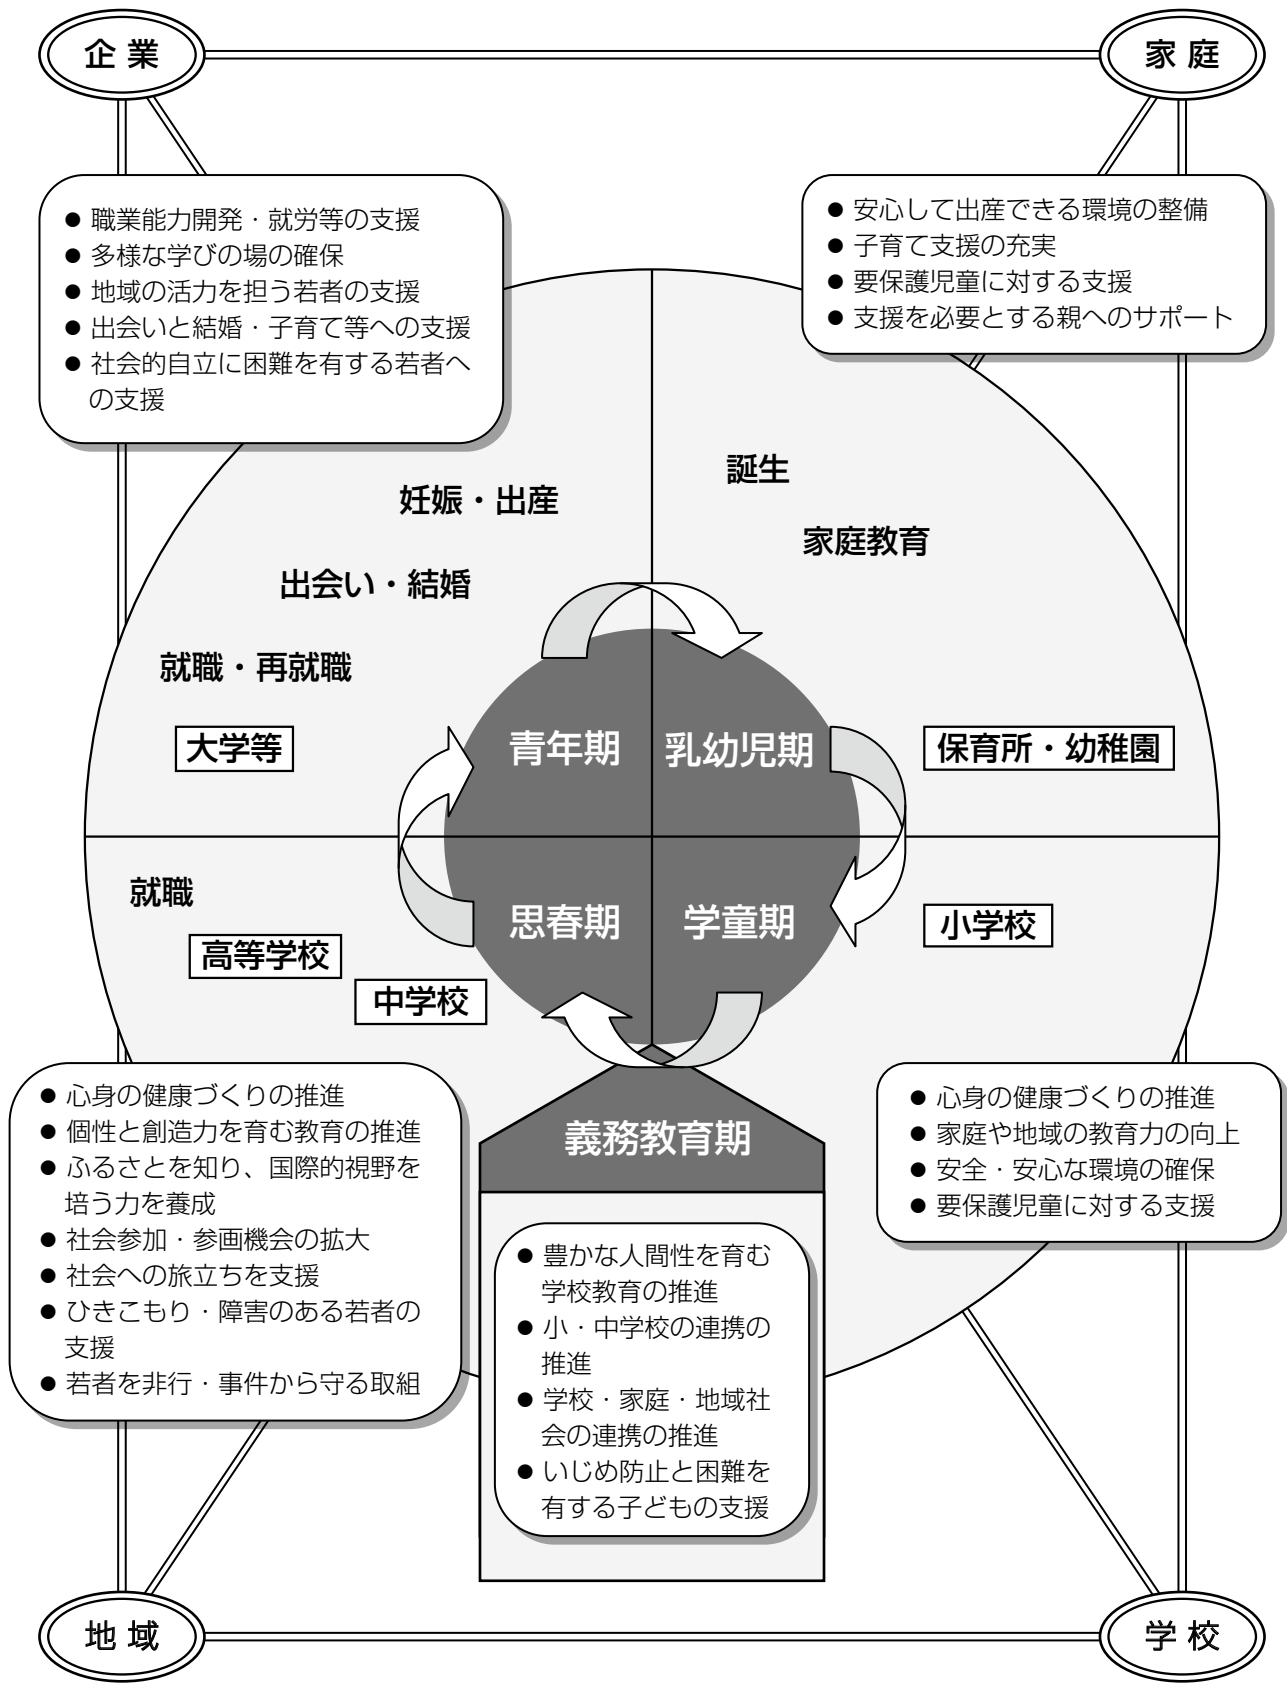 企業
家庭
● 職業能力開発・就労等の支援
● 多様な学びの場の確保
● 地域の活力を担う若者の支援
● 出会いと結婚・子育て等への支援
● 社会的自立に困難を有する若者へ
の支援
● 安心して出産できる環境の整備
● 子育て支援の充実
● 要保護児童に対する支援
● 支援を必要とする親へのサポート
妊娠・出産
出会い・結婚
就職・再就職
大学等
誕生
家庭教育
保育所・幼稚園
青年期
乳幼児期
思春期
学童期
就職
高等学校
中学校
小学校
● 心身の健康づくりの推進
● 個性と創造力を育む教育の推進
● ふるさとを知り、国際的視野を
培う力を養成
● 社会参加・参画機会の拡大
● 社会への旅立ちを支援
● ひきこもり・障害のある若者の
支援
● 若者を非行・事件から守る取組
義務教育期
● 豊かな人間性を育む
学校教育の推進
● 小・中学校の連携の
推進
● 学校・家庭・地域社
会の連携の推進
● いじめ防止と困難を
有する子どもの支援
● 心身の健康づくりの推進
● 家庭や地域の教育力の向上
● 安全・安心な環境の確保
● 要保護児童に対する支援
地域
学校